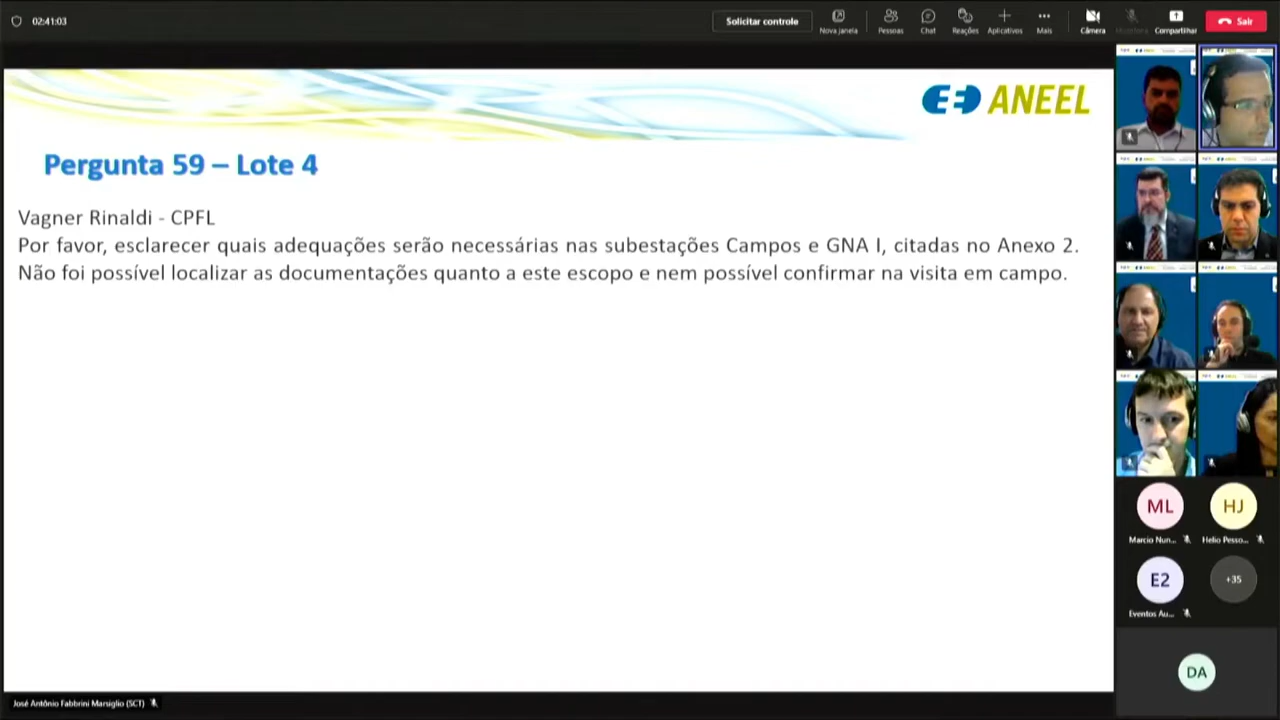 02:41:03
Solicitar controle
Nova janela
Pessoas
Chat
Reações
Aplicativos
Mais
Câmera
Compartilhar
Sair
ANEEL
Pergunta 59 – Lote 4
Vagner Rinaldi - CPFL
Por favor, esclarecer quais adequações serão necessárias nas subestações Campos e GNA I, citadas no Anexo 2.
Não foi possível localizar as documentações quanto a este escopo e nem possível confirmar na visita em campo.
ML
HJ
Marcio Nun...
Helio Pesso...
E2
+35
Eventos Au...
DA
José Antônio Fabbrini Marsiglio (SCT)